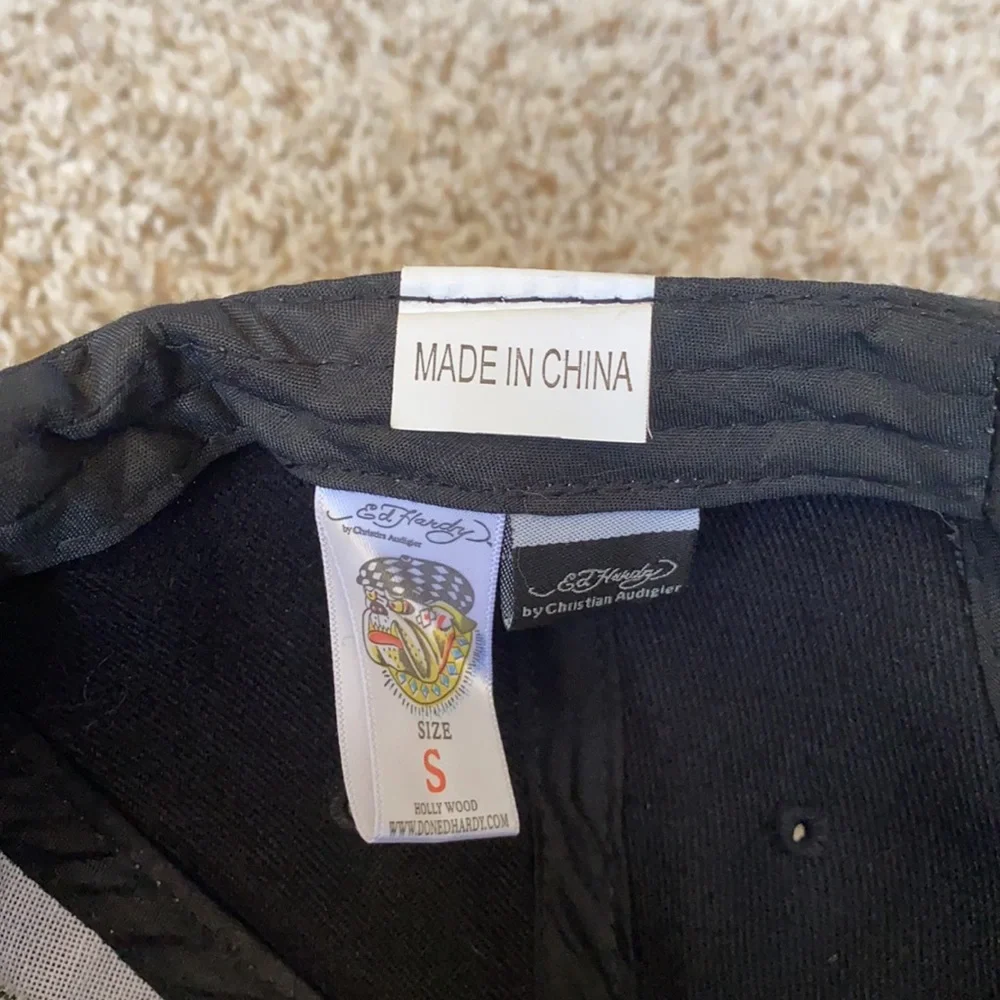 MADE IN CHINA
Ed Hardy
by Christian Audigier
SIZE
S
HOLLY WOOD
WWW.DONEDHARDY.COM
Ed Hardy
by Christian Audigier